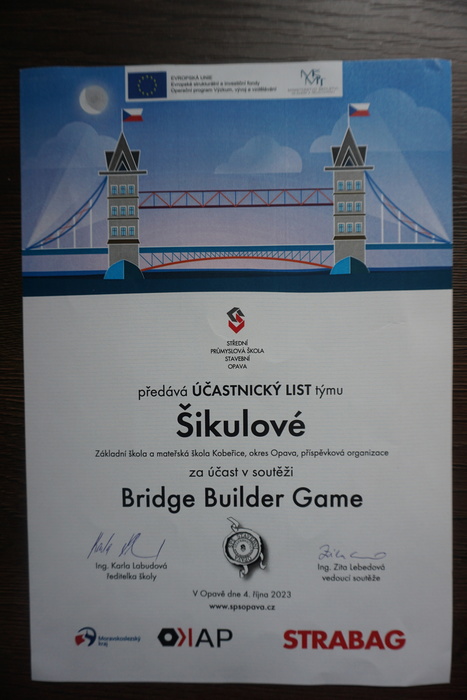 EVROPSKÁ UNIE
Evropské strukturální a investiční fondy
Operační program Výzkum, vývoj a vzdělávání
STŘEDNÍ
PRŮMYSLOVÁ ŠKOLA
STAVEBNÍ
OPAVA
předává ÚČASTNICKÝ LIST týmu
Šikulové
Základní škola a mateřská škola Kobeřice, okres Opava, příspěvková organizace
za účast v soutěži
Bridge Builder Game
Ing. Karla Labudová
ředitelka školy
Ing. Zita Lebedová
vedoucí soutěže
V Opavě dne 4. října 2023
www.spsopava.cz
Moravskoslezský
kraj
OKAP
STRABAG